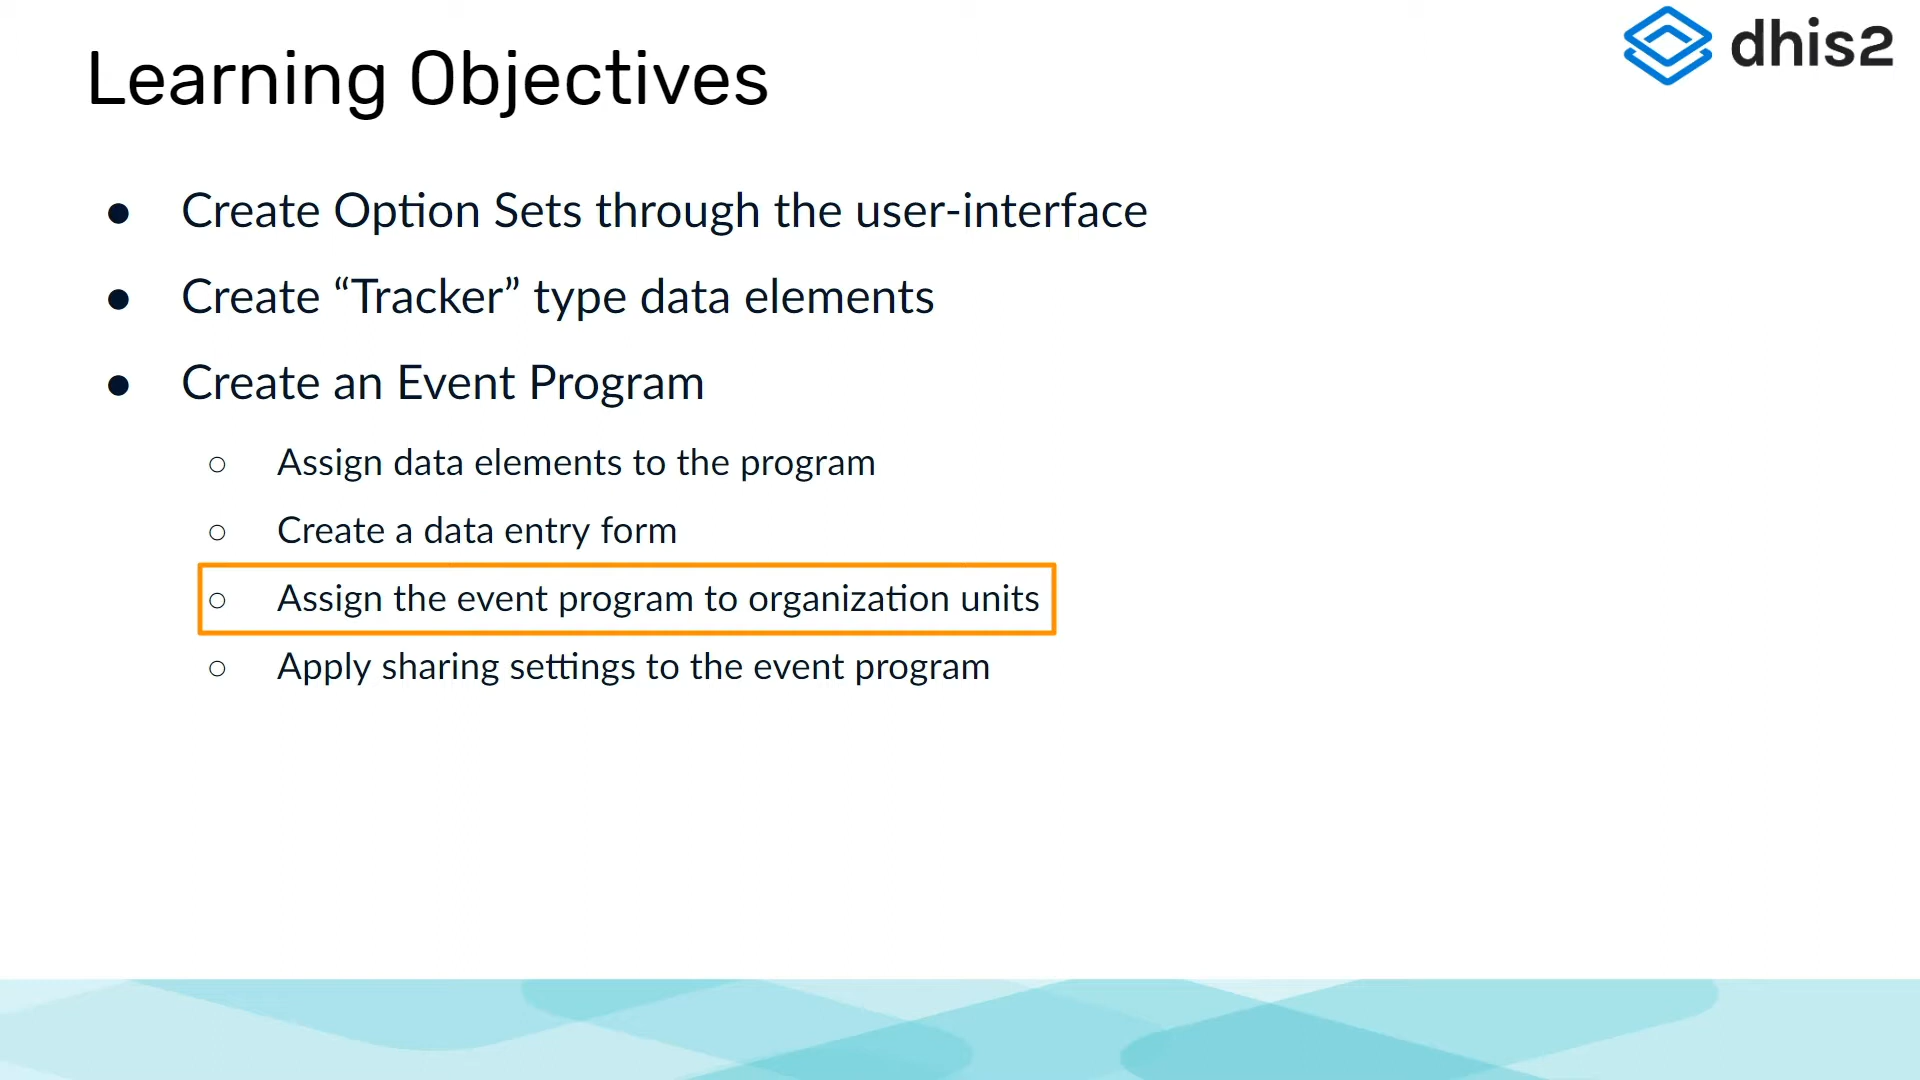 Learning Objectives
dhis2
● Create Option Sets through the user-interface
● Create “Tracker” type data elements
● Create an Event Program
○ Assign data elements to the program
○ Create a data entry form
○ Assign the event program to organization units
○ Apply sharing settings to the event program